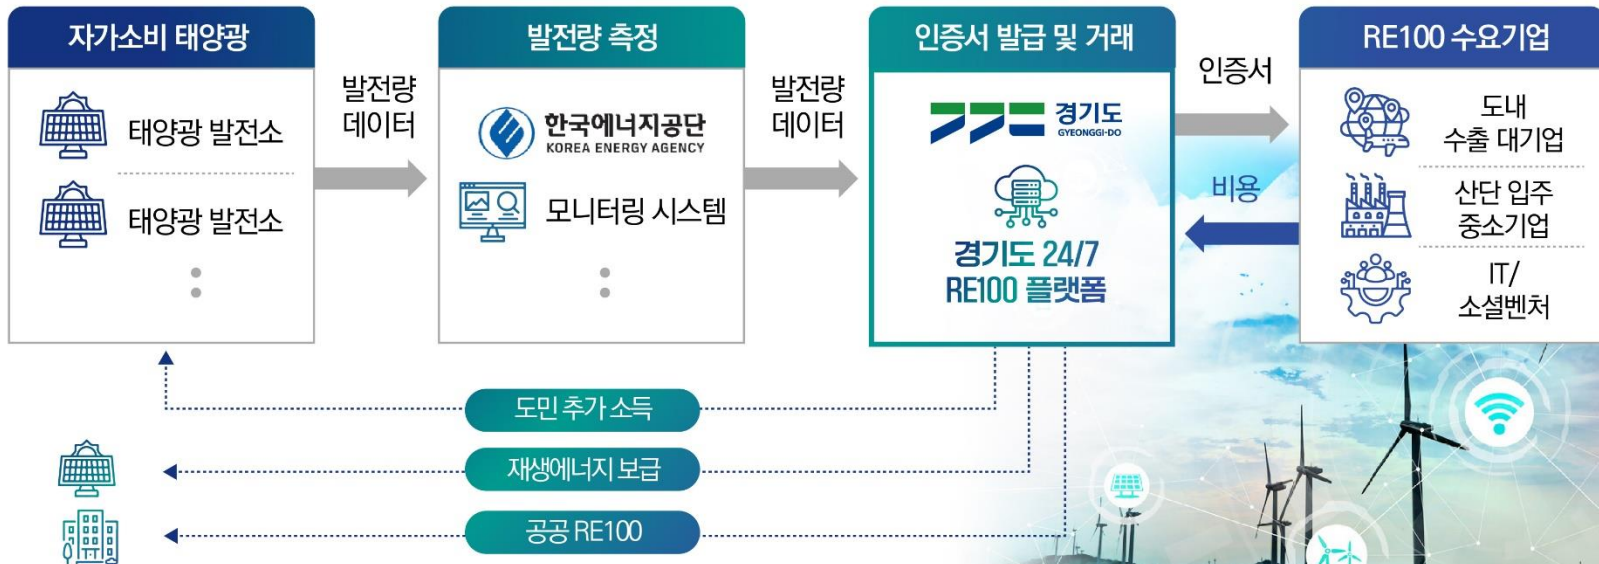 자가소비 태양광
태양광 발전소
태양광 발전소
발전량
데이터
발전량 측정
한국에너지공단
KOREA ENERGY AGENCY
모니터링 시스템
발전량
데이터
인증서 발급 및 거래
경기도
GYEONGGI-DO
경기도 24/7
RE100 플랫폼
인증서
비용
RE100 수요기업
도내
수출 대기업
산단 입주
중소기업
IT/
소셜벤처
도민 추가 소득
재생에너지 보급
공공 RE100